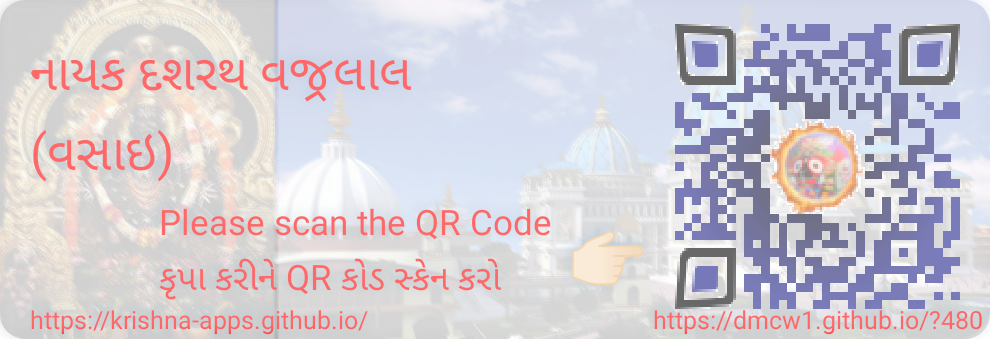 નાયક દશરથ વજ્રલાલ
(વસાઇ)
Please scan the QR Code
કૃપા કરીને QR કોડ સ્કેન કરો
https://krishna-apps.github.io/
https://dmcw1.github.io/?480